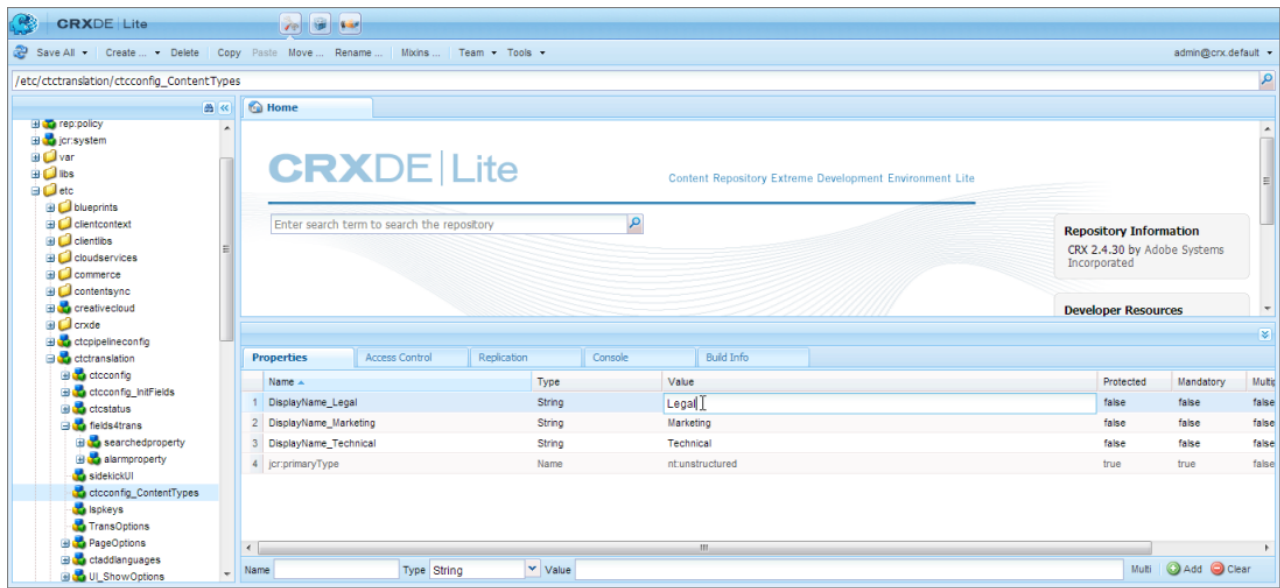 CRXDE Lite
Save All Create ... Delete Copy Paste Move ... Rename ... Mixins ... Team Tools admin@crx.default
/etc/ctctranslation/ctcconfig_ContentTypes
Home
rep:policy
jcr:system
var
libs
etc
blueprints
clientcontext
clientlibs
cloudservices
commerce
contentsync
creativecloud
crxde
ctcpipelineconfig
ctctranslation
ctcconfig
ctcconfig_InitFields
ctcstatus
fields4trans
searchedproperty
alarmproperty
sidekickUI
ctcconfig_ContentTypes
lspkeys
TransOptions
PageOptions
ctaddlanguages
UI_ShowOptions
CRXDE Lite
Content Repository Extreme Development Environment Lite
Enter search term to search the repository
Repository Information
CRX 2.4.30 by Adobe Systems
Incorporated
Developer Resources
Properties Access Control Replication Console Build Info
Name Type Value Protected Mandatory Multip
1 DisplayName_Legal String Legal false false false
2 DisplayName_Marketing String Marketing false false false
3 DisplayName_Technical String Technical false false false
4 jcr:primaryType Name nt:unstructured true true false
Name Type String Value Multi Add Clear